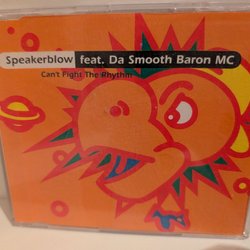 Speakerblow feat. Da Smooth Baron MC
Can't Fight The Rhythm